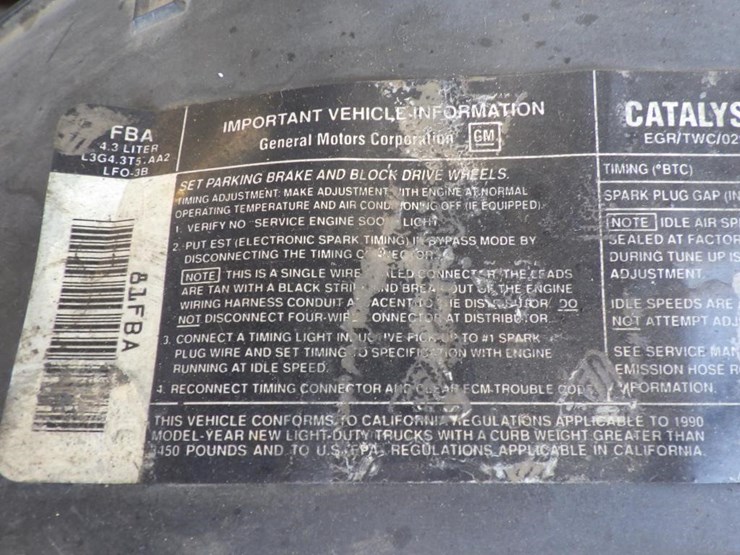 FBA
4.3 LITER
L3G4.3T5.AA2
LFO-3B
81FBA
IMPORTANT VEHICLE INFORMATION
General Motors Corporation GM
SET PARKING BRAKE AND BLOCK DRIVE WHEELS.
TIMING ADJUSTMENT: MAKE ADJUSTMENT WITH ENGINE AT NORMAL
OPERATING TEMPERATURE AND AIR CONDITIONING OFF (IF EQUIPPED).
1. VERIFY NO "SERVICE ENGINE SOON" LIGHT.
2. PUT EST (ELECTRONIC SPARK TIMING) IN BYPASS MODE BY
DISCONNECTING THE TIMING CONNECTOR.
NOTE THIS IS A SINGLE WIRE SEALED CONNECTER (THE LEADS
ARE TAN WITH A BLACK STRIPE AND BREAKOUT OF THE ENGINE
WIRING HARNESS CONDUIT ADJACENT TO THE DISTRIBUTOR) DO
NOT DISCONNECT FOUR-WIRE CONNECTOR AT DISTRIBUTOR.
3. CONNECT A TIMING LIGHT INDUCTIVE PICK-UP TO #1 SPARK
PLUG WIRE AND SET TIMING TO SPECIFICATION WITH ENGINE
RUNNING AT IDLE SPEED.
4. RECONNECT TIMING CONNECTOR AND CLEAR ECM-TROUBLE CODE
THIS VEHICLE CONFORMS TO CALIFORNIA REGULATIONS APPLICABLE TO 1990
MODEL-YEAR NEW LIGHT-DUTY TRUCKS WITH A CURB WEIGHT GREATER THAN
3450 POUNDS AND TO U.S. EPA REGULATIONS APPLICABLE IN CALIFORNIA.
CATALYS
EGR/TWC/02
TIMING (°BTC)
SPARK PLUG GAP (IN
NOTE IDLE AIR SP
SEALED AT FACTOR
DURING TUNE UP IS
ADJUSTMENT.
IDLE SPEEDS ARE
NOT ATTEMPT ADJ
SEE SERVICE MAN
EMISSION HOSE R
INFORMATION.